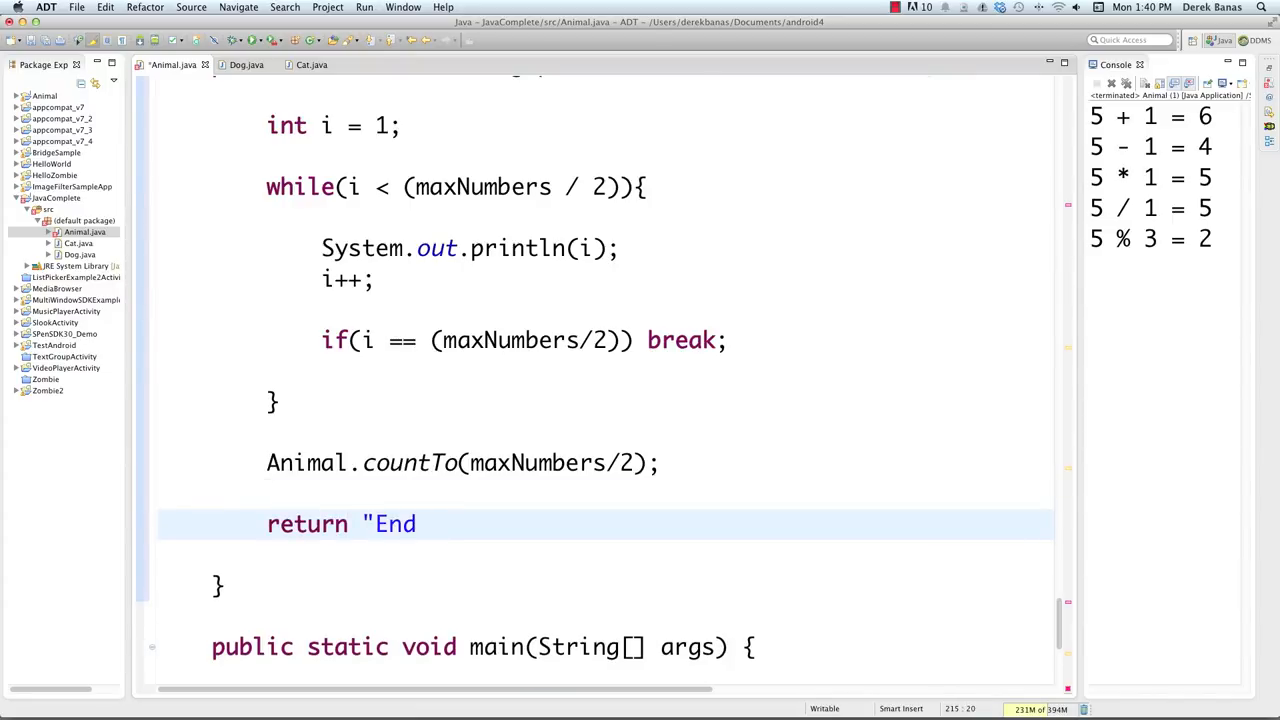 ADT File Edit Refactor Source Navigate Search Project Run Window Help 10 Mon 1:40 PM Derek Banas
Java – JavaComplete/src/Animal.java – ADT – /Users/derekbanas/Documents/android4
Quick Access Java DDMS
Package Exp
*Animal.java Dog.java Cat.java
Console
<terminated> Animal (1) [Java Application] /S
Animal
appcompat_v7
appcompat_v7_2
appcompat_v7_3
appcompat_v7_4
BridgeSample
HelloWorld
HelloZombie
ImageFilterSampleApp
JavaComplete
src
(default package)
Animal.java
Cat.java
Dog.java
JRE System Library [Ja
ListPickerExample2Activi
MediaBrowser
MultiWindowSDKExample
MusicPlayerActivity
SlookActivity
SPenSDK30_Demo
TestAndroid
TextGroupActivity
VideoPlayerActivity
Zombie
Zombie2
int i = 1;
while(i < (maxNumbers / 2)){
System.out.println(i);
i++;
if(i == (maxNumbers/2)) break;
}
Animal.countTo(maxNumbers/2);
return "End
}
public static void main(String[] args) {
5 + 1 = 6
5 - 1 = 4
5 * 1 = 5
5 / 1 = 5
5 % 3 = 2
Writable Smart Insert 215 : 20 231M of 394M